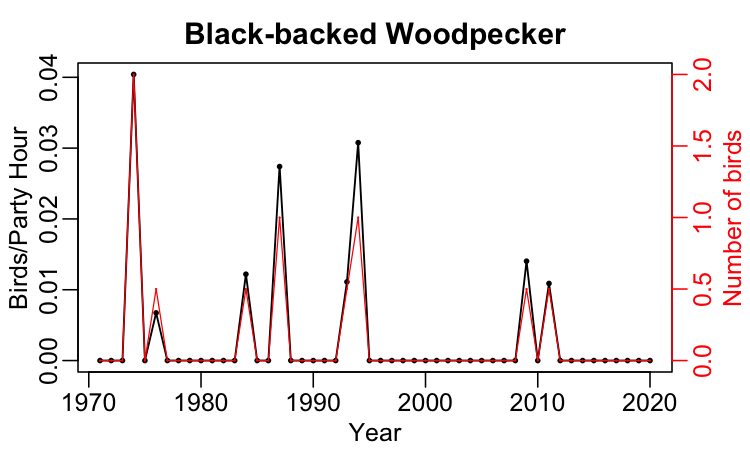 Black-backed Woodpecker
Birds/Party Hour
0.04
0.03
0.02
0.01
0.00
2.0
1.5
1.0
0.5
0.0
Number of birds
1970 1980 1990 2000 2010 2020
Year